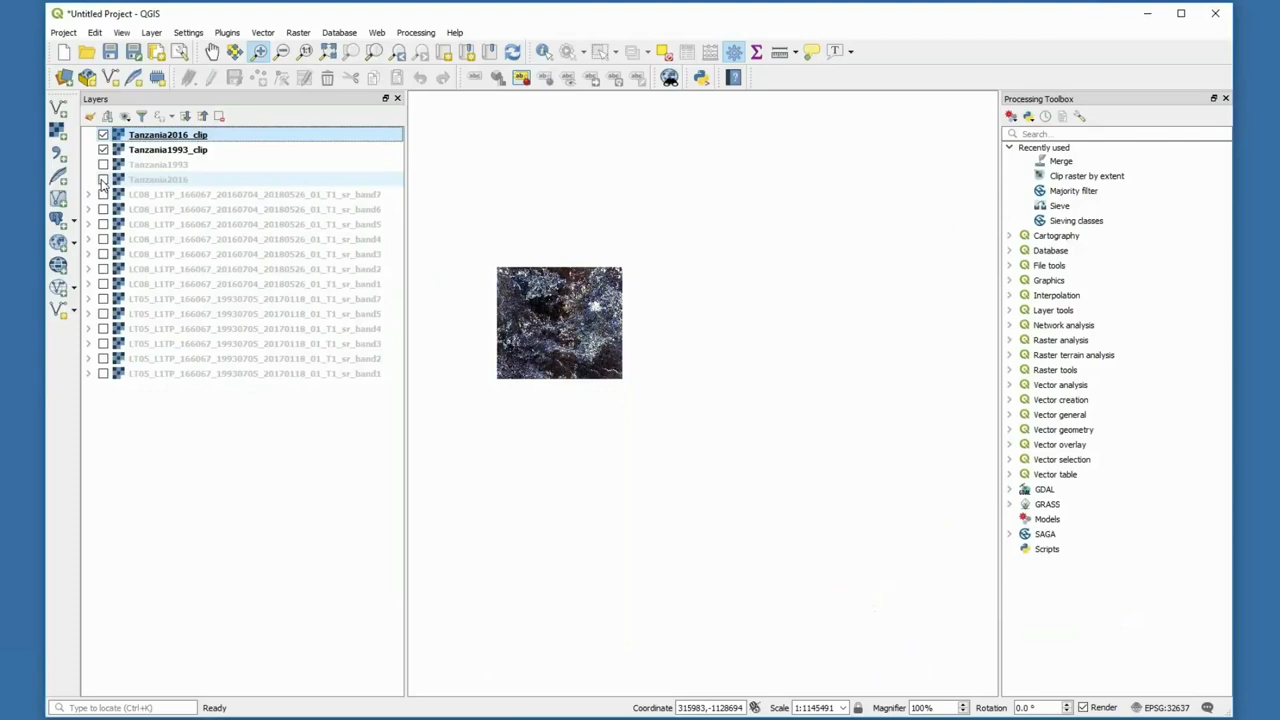 *Untitled Project - QGIS
Project Edit View Layer Settings Plugins Vector Raster Database Web Processing Help
Layers
Processing Toolbox
Search...
Tanzania2016_clip
Tanzania1993_clip
Tanzania1993
Tanzania2016
LC08_L1TP_166067_20160704_20180526_01_T1_sr_band7
LC08_L1TP_166067_20160704_20180526_01_T1_sr_band6
LC08_L1TP_166067_20160704_20180526_01_T1_sr_band5
LC08_L1TP_166067_20160704_20180526_01_T1_sr_band4
LC08_L1TP_166067_20160704_20180526_01_T1_sr_band3
LC08_L1TP_166067_20160704_20180526_01_T1_sr_band2
LC08_L1TP_166067_20160704_20180526_01_T1_sr_band1
LT05_L1TP_166067_19930705_20170118_01_T1_sr_band7
LT05_L1TP_166067_19930705_20170118_01_T1_sr_band5
LT05_L1TP_166067_19930705_20170118_01_T1_sr_band4
LT05_L1TP_166067_19930705_20170118_01_T1_sr_band3
LT05_L1TP_166067_19930705_20170118_01_T1_sr_band2
LT05_L1TP_166067_19930705_20170118_01_T1_sr_band1
Recently used
Merge
Clip raster by extent
Majority filter
Sieve
Sieving classes
Cartography
Database
File tools
Graphics
Interpolation
Layer tools
Network analysis
Raster analysis
Raster terrain analysis
Raster tools
Vector analysis
Vector creation
Vector general
Vector geometry
Vector overlay
Vector selection
Vector table
GDAL
GRASS
Models
SAGA
Scripts
Type to locate (Ctrl+K) Ready Coordinate 315983,-1128694 Scale 1:1145491 Magnifier 100% Rotation 0.0 ° Render EPSG:32637